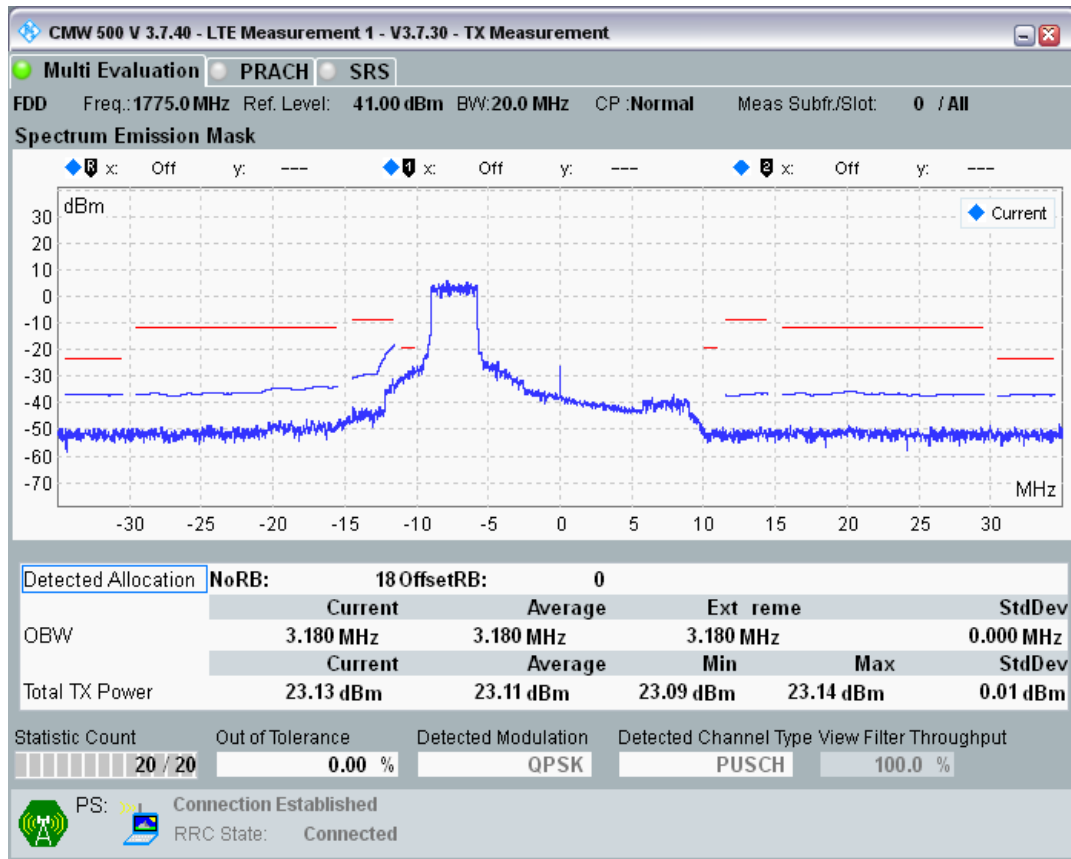 CMW 500 V 3.7.40 - LTE Measurement 1 - V3.7.30 - TX Measurement
Multi Evaluation PRACH SRS
FDD Freq.:1775.0 MHz Ref. Level: 41.00 dBm BW:20.0 MHz CP :Normal Meas Subfr./Slot: 0 / All
Spectrum Emission Mask
R x: Off y: --- 1 x: Off y: --- 2 x: Off y: ---
dBm
Current
30
20
10
0
-10
-20
-30
-40
-50
-60
-70
MHz
-30 -25 -20 -15 -10 -5 0 5 10 15 20 25 30
Detected Allocation NoRB: 18 OffsetRB: 0
Current Average Ext reme StdDev
OBW 3.180 MHz 3.180 MHz 3.180 MHz 0.000 MHz
Current Average Min Max StdDev
Total TX Power 23.13 dBm 23.11 dBm 23.09 dBm 23.14 dBm 0.01 dBm
Statistic Count Out of Tolerance Detected Modulation Detected Channel Type View Filter Throughput
20 / 20 0.00 % QPSK PUSCH 100.0 %
PS: Connection Established
RRC State: Connected